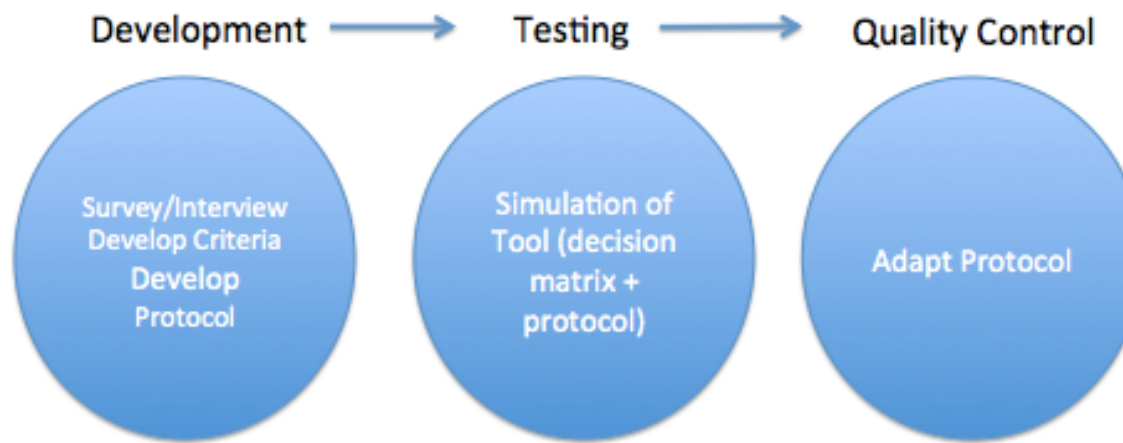 Development
Testing
Quality Control
Survey/Interview
Develop Criteria
Develop
Protocol
Simulation of
Tool (decision
matrix +
protocol)
Adapt Protocol